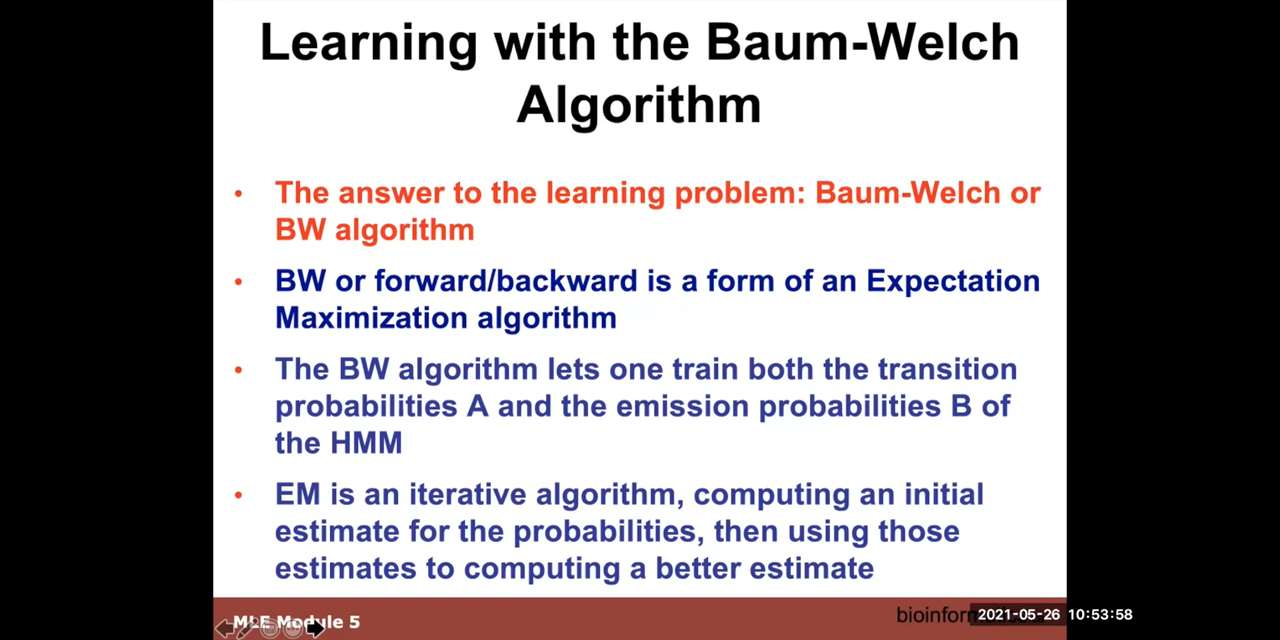 Learning with the Baum-Welch
Algorithm
• The answer to the learning problem: Baum-Welch or
BW algorithm
• BW or forward/backward is a form of an Expectation
Maximization algorithm
• The BW algorithm lets one train both the transition
probabilities A and the emission probabilities B of
the HMM
• EM is an iterative algorithm, computing an initial
estimate for the probabilities, then using those
estimates to computing a better estimate
MLE Module 5
2021-05-26 10:53:58